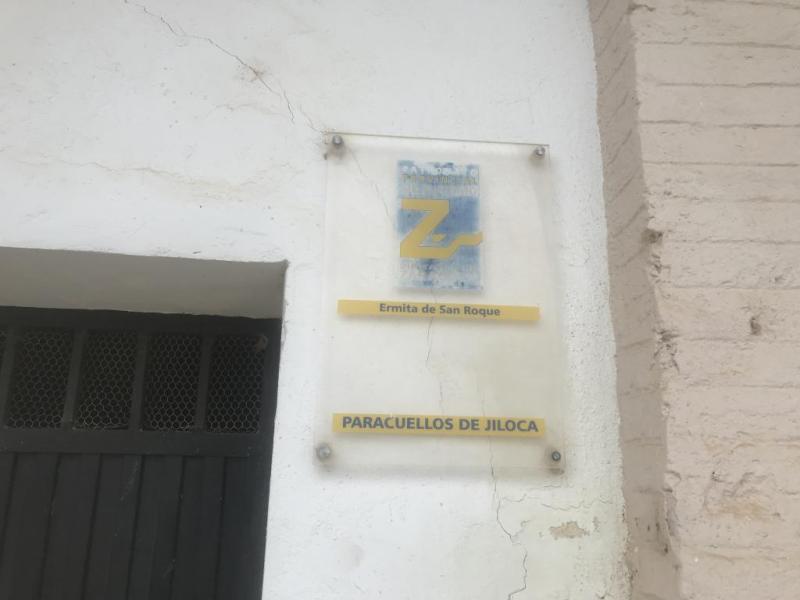 Z
Ermita de San Roque
PARACUELLOS DE JILOCA